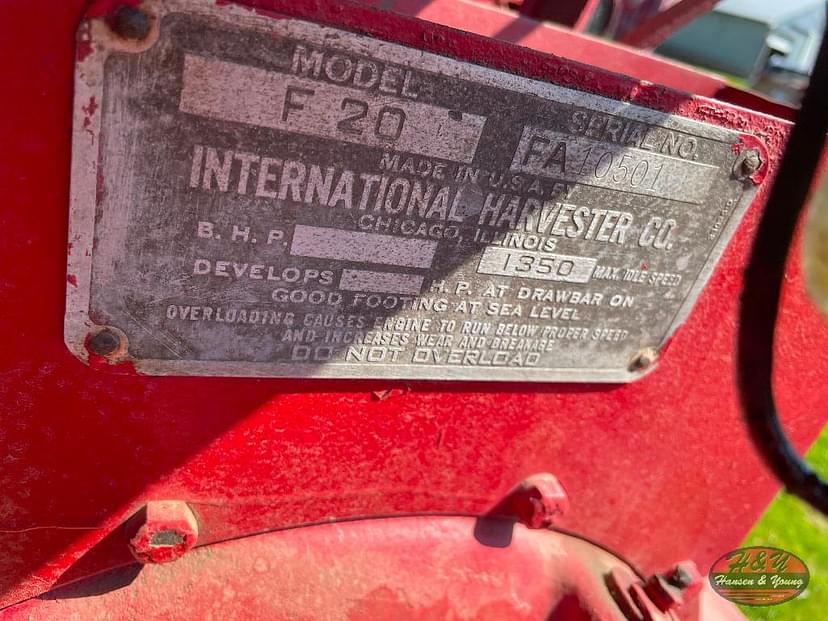 MODEL
F 20
SERIAL NO.
FA 10501
MADE IN U.S.A. BY
INTERNATIONAL HARVESTER CO.
CHICAGO, ILLINOIS
B. H. P.
1350 MAX. IDLE SPEED
DEVELOPS H. P. AT DRAWBAR ON
GOOD FOOTING AT SEA LEVEL
OVERLOADING CAUSES ENGINE TO RUN BELOW PROPER SPEED
AND INCREASES WEAR AND BREAKAGE
DO NOT OVERLOAD
H&Y
Hansen & Young